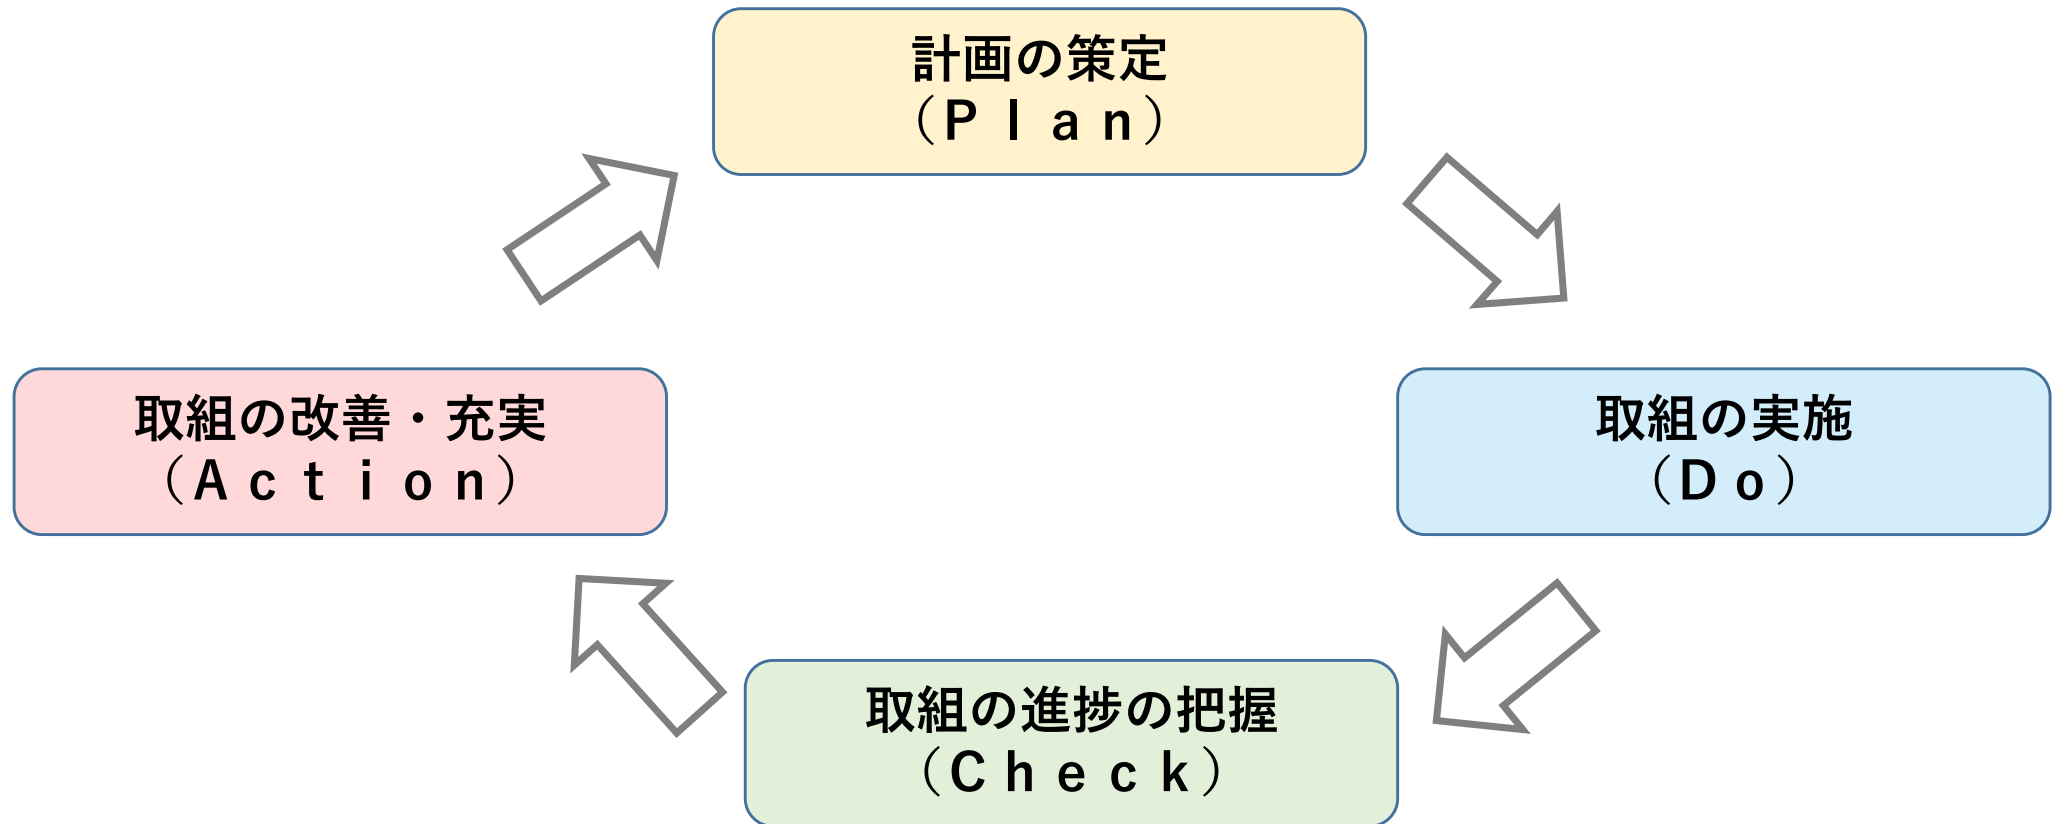 計画の策定
（Ｐｌａｎ）
取組の改善・充実
（Ａｃｔｉｏｎ）
取組の実施
（Ｄｏ）
取組の進捗の把握
（Ｃｈｅｃｋ）